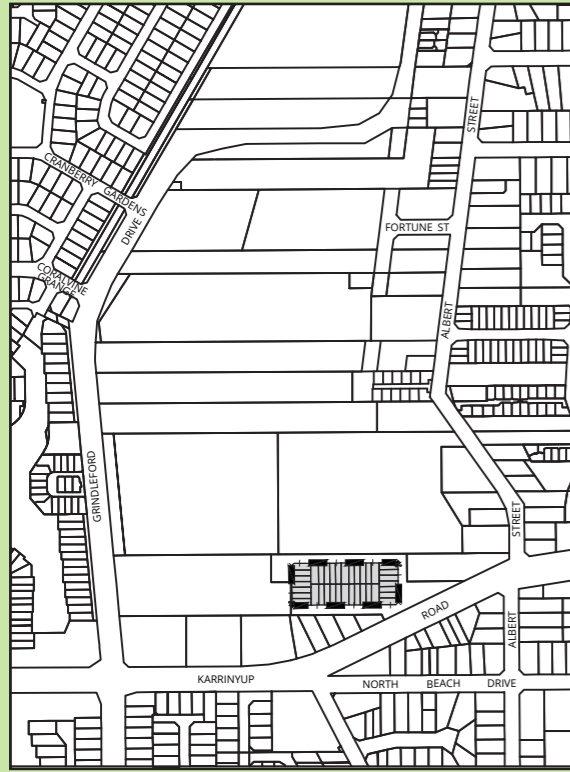 STREET
CRANBERRY GARDENS
DRIVE
FORTUNE ST
CORALVINE
GRANGE
ALBERT
GRINDLEFORD
STREET
ROAD
ALBERT
KARRINYUP
NORTH BEACH DRIVE